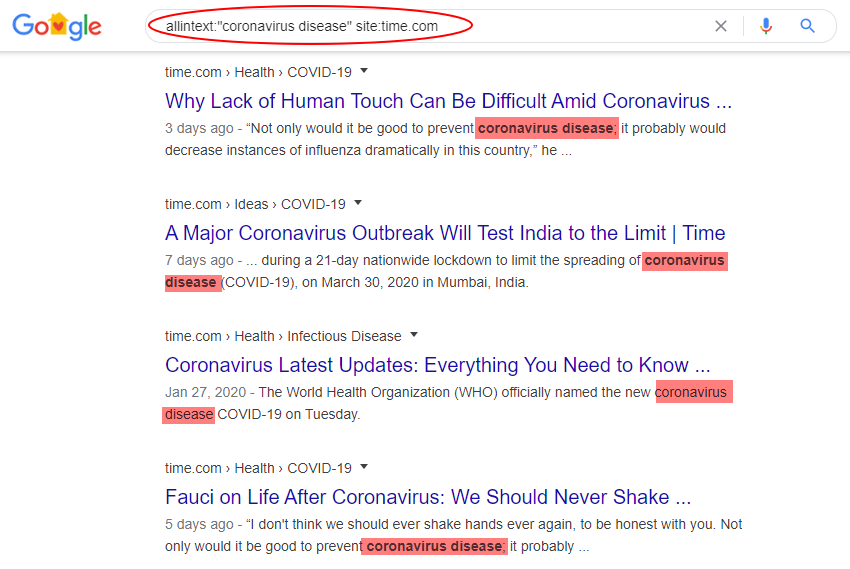 Google
allintext:"coronavirus disease" site:time.com
time.com › Health › COVID-19
Why Lack of Human Touch Can Be Difficult Amid Coronavirus ...
3 days ago - “Not only would it be good to prevent coronavirus disease; it probably would
decrease instances of influenza dramatically in this country,” he ...
time.com › Ideas › COVID-19
A Major Coronavirus Outbreak Will Test India to the Limit | Time
7 days ago - ... during a 21-day nationwide lockdown to limit the spreading of coronavirus
disease (COVID-19), on March 30, 2020 in Mumbai, India.
time.com › Health › Infectious Disease
Coronavirus Latest Updates: Everything You Need to Know ...
Jan 27, 2020 - The World Health Organization (WHO) officially named the new coronavirus
disease COVID-19 on Tuesday.
time.com › Health › COVID-19
Fauci on Life After Coronavirus: We Should Never Shake ...
5 days ago - “I don't think we should ever shake hands ever again, to be honest with you. Not
only would it be good to prevent coronavirus disease; it probably ...